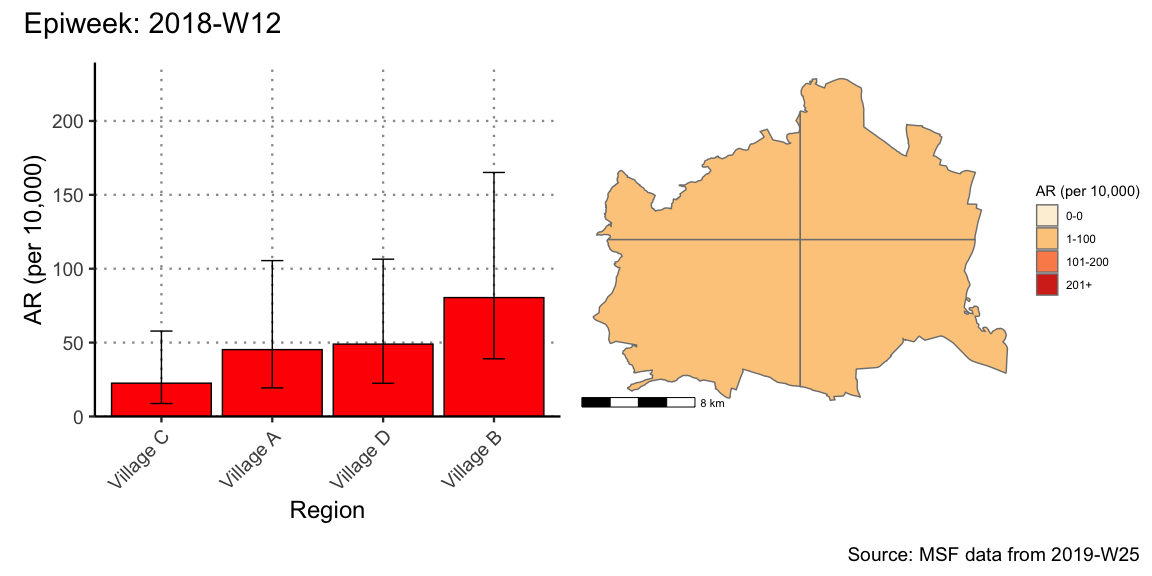 Epiweek: 2018-W12
AR (per 10,000)
200
150
100
50
0
Village C
Village A
Village D
Village B
Region
8 km
AR (per 10,000)
0-0
1-100
101-200
201+
Source: MSF data from 2019-W25